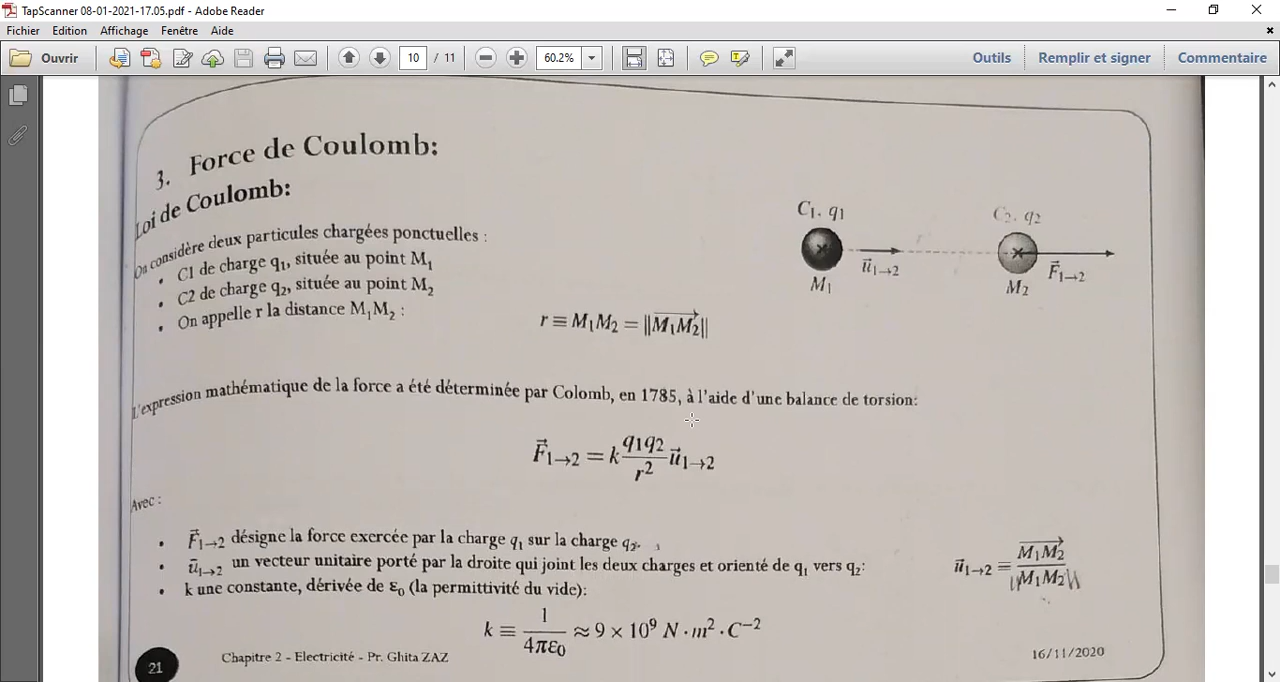 TapScanner 08-01-2021-17.05.pdf - Adobe Reader
Fichier Edition Affichage Fenêtre Aide
Ouvrir 10 / 11 60.2% Outils Remplir et signer Commentaire
3. Force de Coulomb:
Loi de Coulomb:
On considère deux particules chargées ponctuelles :
• C1 de charge q₁, située au point M₁
• C2 de charge q₂, située au point M₂
• On appelle r la distance M₁M₂ :
r ≡ M₁M₂ = ||M₁M₂⃗||
C₁, q₁ C₂, q₂
u⃗₁→₂ F⃗₁→₂
M₁ M₂
L'expression mathématique de la force a été déterminée par Colomb, en 1785, à l'aide d'une balance de torsion:
F⃗₁→₂ = k q₁q₂/r² u⃗₁→₂
Avec :
• F⃗₁→₂ désigne la force exercée par la charge q₁ sur la charge q₂.
• u⃗₁→₂ un vecteur unitaire porté par la droite qui joint les deux charges et orienté de q₁ vers q₂:
u⃗₁→₂ ≡ M₁M₂⃗/||M₁M₂||
• k une constante, dérivée de ε₀ (la permittivité du vide):
k ≡ 1/4πε₀ ≈ 9 × 10⁹ N · m² · C⁻²
21 Chapitre 2 - Electricité - Pr. Ghita ZAZ 16/11/2020